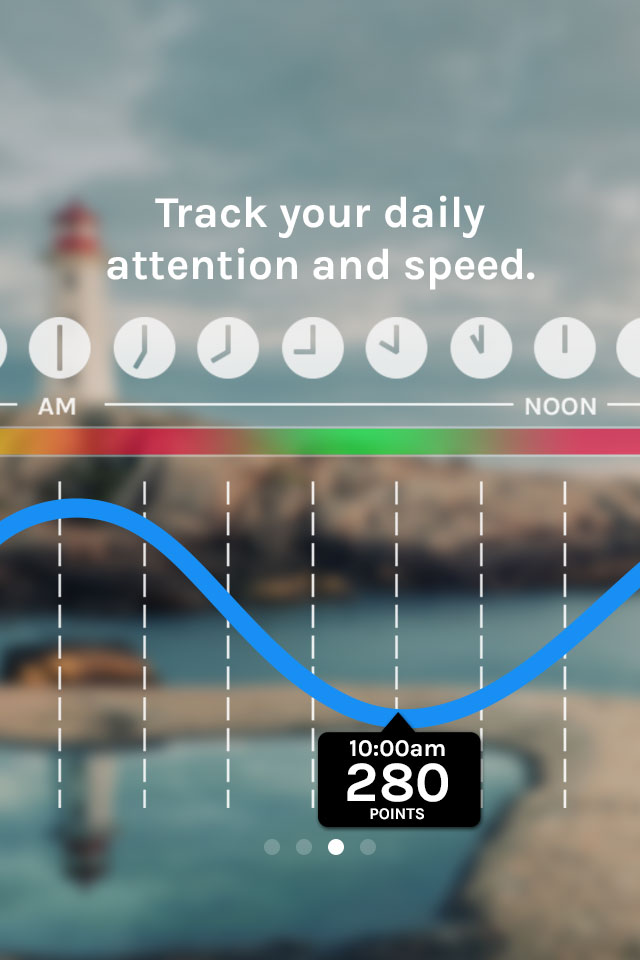 Track your daily
attention and speed.
AM
NOON
10:00am
280
POINTS